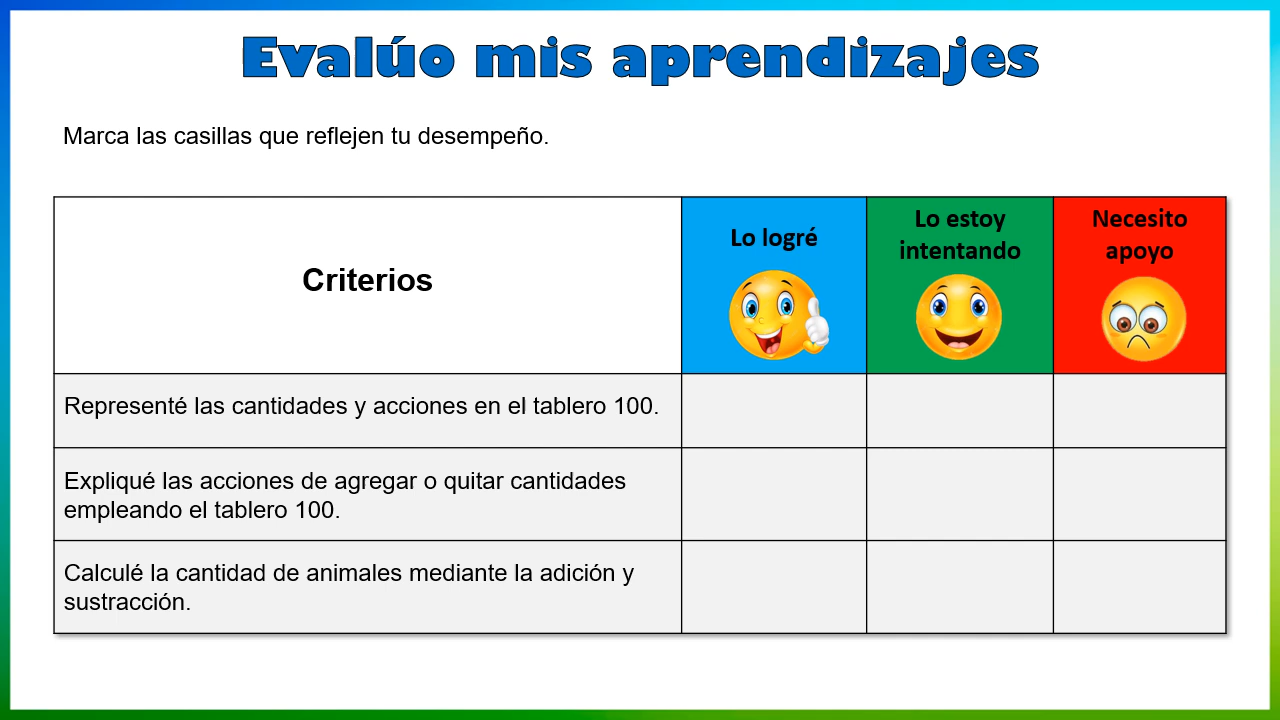 Evalúo mis aprendizajes
Marca las casillas que reflejen tu desempeño.
Criterios
Lo logré
Lo estoy
intentando
Necesito
apoyo
Representé las cantidades y acciones en el tablero 100.
Expliqué las acciones de agregar o quitar cantidades
empleando el tablero 100.
Calculé la cantidad de animales mediante la adición y
sustracción.